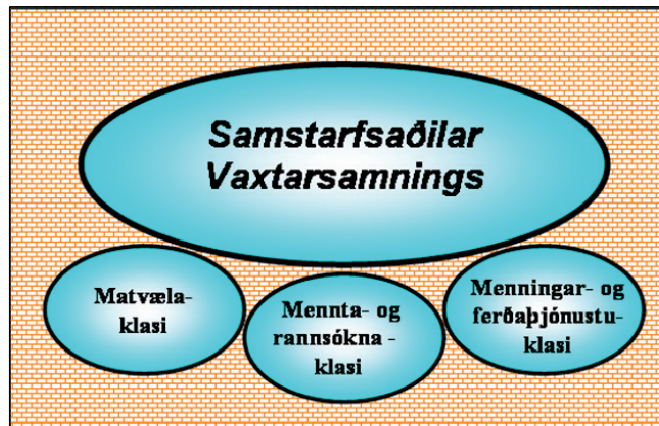 Samstarfsaðilar
Vaxtarsamnings
Matvæla-
klasi
Mennta- og
rannsókna -
klasi
Menningar- og
ferðaþjónustu-
klasi